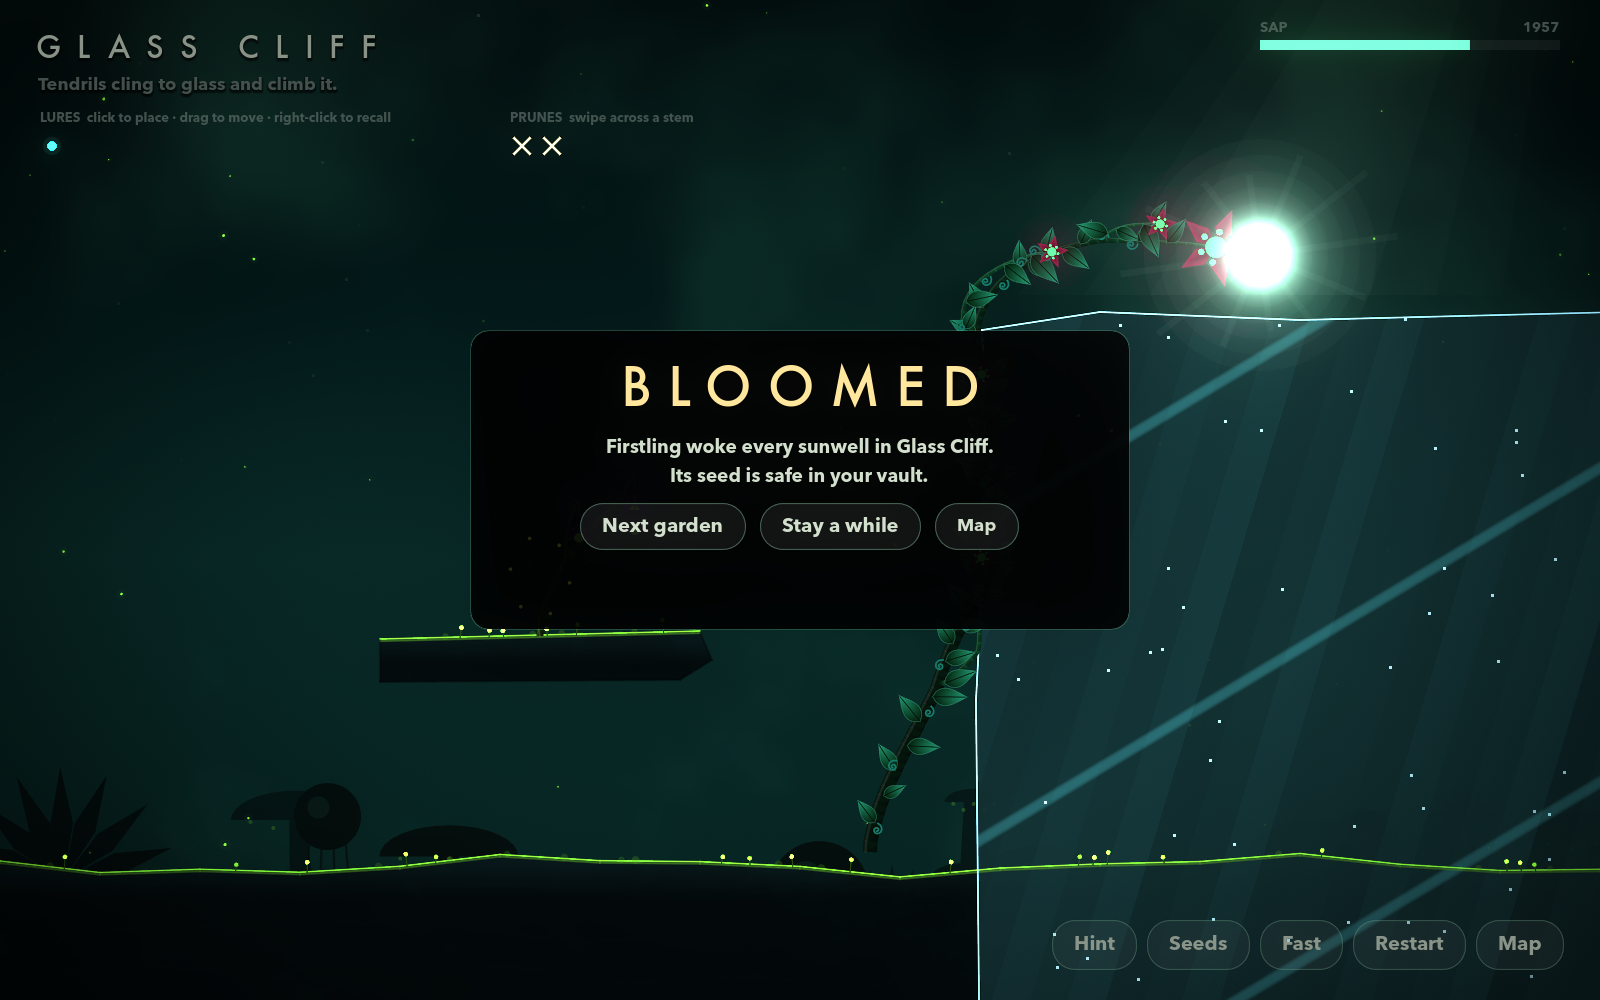 GLASS CLIFF
Tendrils cling to glass and climb it.
LURES click to place · drag to move · right-click to recall
PRUNES swipe across a stem
SAP 1957
BLOOMED
Firstling woke every sunwell in Glass Cliff.
Its seed is safe in your vault.
Next garden
Stay a while
Map
Hint
Seeds
Fast
Restart
Map